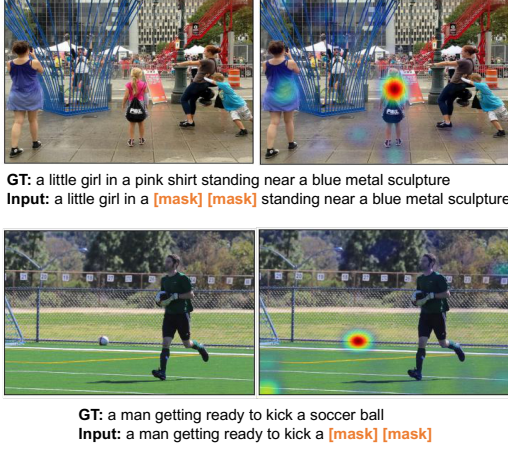 GT: a little girl in a pink shirt standing near a blue metal sculpture
Input: a little girl in a [mask] [mask] standing near a blue metal sculpture
GT: a man getting ready to kick a soccer ball
Input: a man getting ready to kick a [mask] [mask]